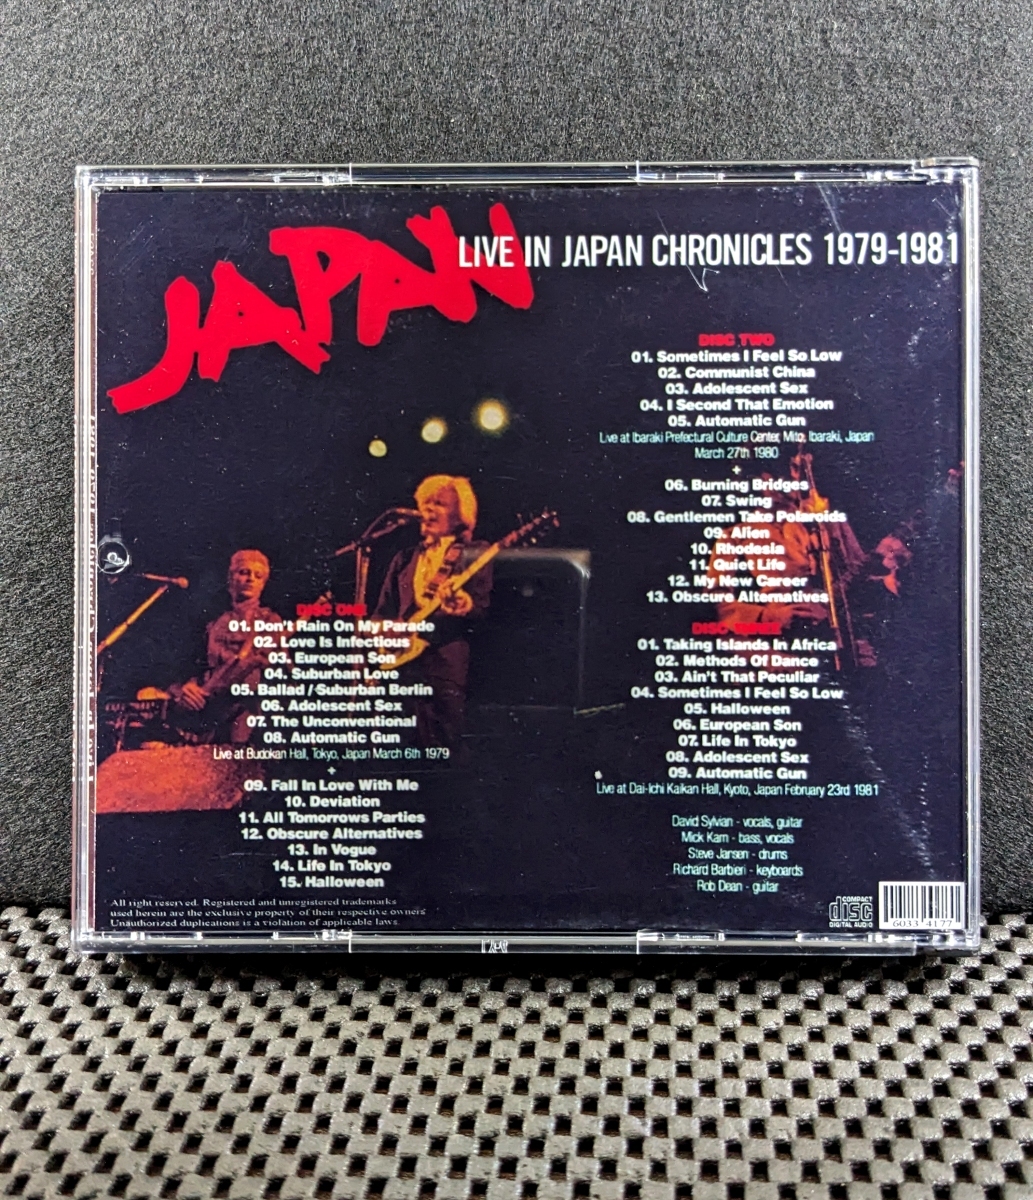 JAPAN
LIVE IN JAPAN CHRONICLES 1979-1981
DISC ONE
01. Don't Rain On My Parade
02. Love Is Infectious
03. European Son
04. Suburban Love
05. Ballad / Suburban Berlin
06. Adolescent Sex
07. The Unconventional
08. Automatic Gun
Live at Budokan Hall, Tokyo, Japan March 6th 1979
+
09. Fall In Love With Me
10. Deviation
11. All Tomorrows Parties
12. Obscure Alternatives
13. In Vogue
14. Life In Tokyo
15. Halloween
DISC TWO
01. Sometimes I Feel So Low
02. Communist China
03. Adolescent Sex
04. I Second That Emotion
05. Automatic Gun
Live at Ibaraki Prefectural Culture Center, Mito, Ibaraki, Japan
March 27th 1980
+
06. Burning Bridges
07. Swing
08. Gentlemen Take Polaroids
09. Alien
10. Rhodesia
11. Quiet Life
12. My New Career
13. Obscure Alternatives
DISC THREE
01. Taking Islands In Africa
02. Methods Of Dance
03. Ain't That Peculiar
04. Sometimes I Feel So Low
05. Halloween
06. European Son
07. Life In Tokyo
08. Adolescent Sex
09. Automatic Gun
Live at Dai-Ichi Kaikan Hall, Kyoto, Japan February 23rd 1981
David Sylvian - vocals, guitar
Mick Karn - bass, vocals
Steve Jansen - drums
Richard Barbieri - keyboards
Rob Dean - guitar
All right reserved. Registered and unregistered trademarks
used herein are the exclusive property of their respective owners
Unauthorized duplications is a violation of applicable laws
COMPACT
disc
DIGITAL AUDIO
6033 4177